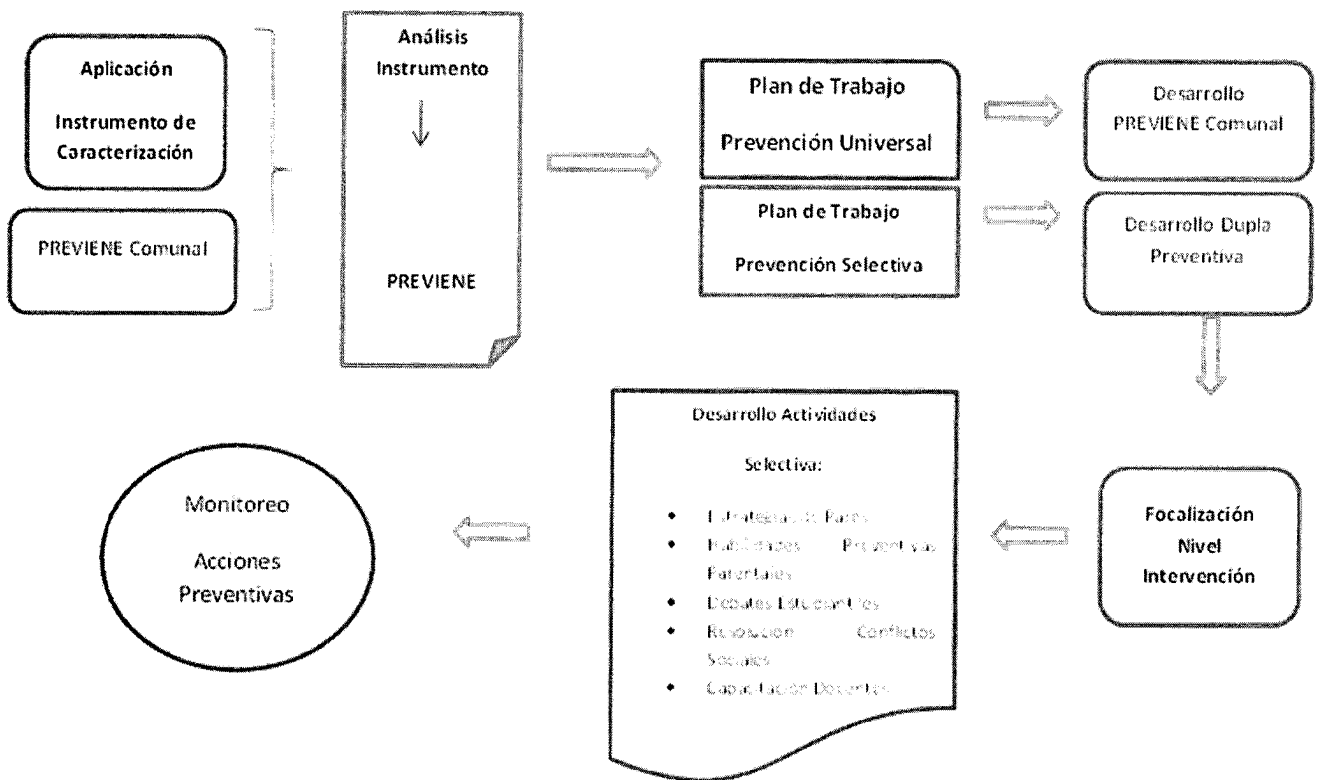 Aplicación
Instrumento de
Caracterización
PREVIENE Comunal
Análisis
Instrumento
PREVIENE
Plan de Trabajo
Prevención Universal
Plan de Trabajo
Prevención Selectiva
Desarrollo
PREVIENE Comunal
Desarrollo Dupla
Preventiva
Focalización
Nivel
Intervención
Desarrollo Actividades
Selectiva:
Estrategias de Pares
Habilidades Preventivas
Parentales
Debates Estudiantiles
Resolución Conflictos
Sociales
Capacitación Docentes
Monitoreo
Acciones
Preventivas